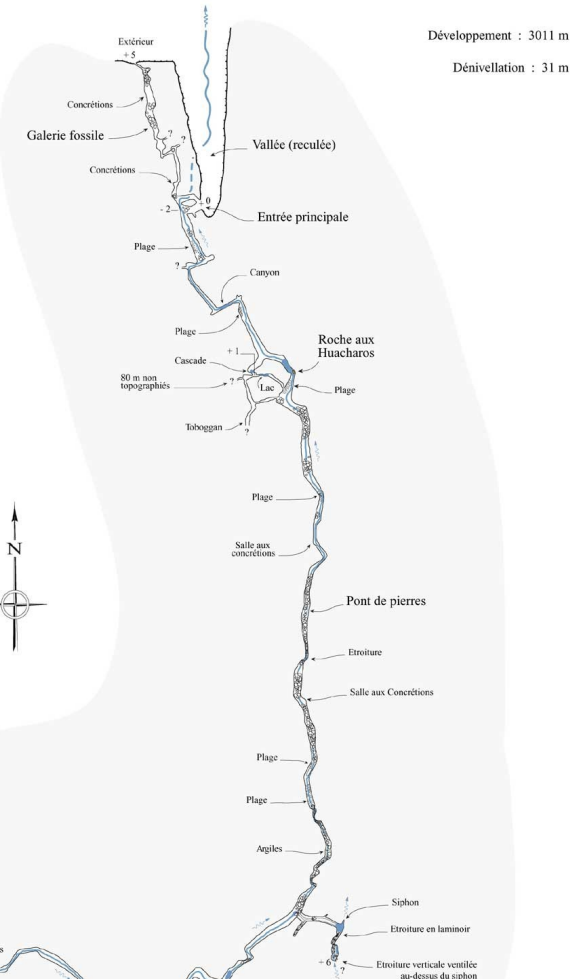 Développement : 3011 m
Dénivellation : 31 m
Extérieur
+ 5
Concrétions
Galerie fossile
?
?
Vallée (reculée)
Concrétions
+ 0
- 2
Entrée principale
Plage
?
Canyon
Plage
Roche aux
Huacharos
+ 1
Cascade
80 m non
topographiés
?
Lac
Plage
Toboggan
?
Plage
Salle aux
concrétions
N
Pont de pierres
Etroiture
Salle aux Concrétions
Plage
Plage
Argiles
Siphon
Etroiture en laminoir
s
+ 6
?
Etroiture verticale ventilée
au-dessus du siphon